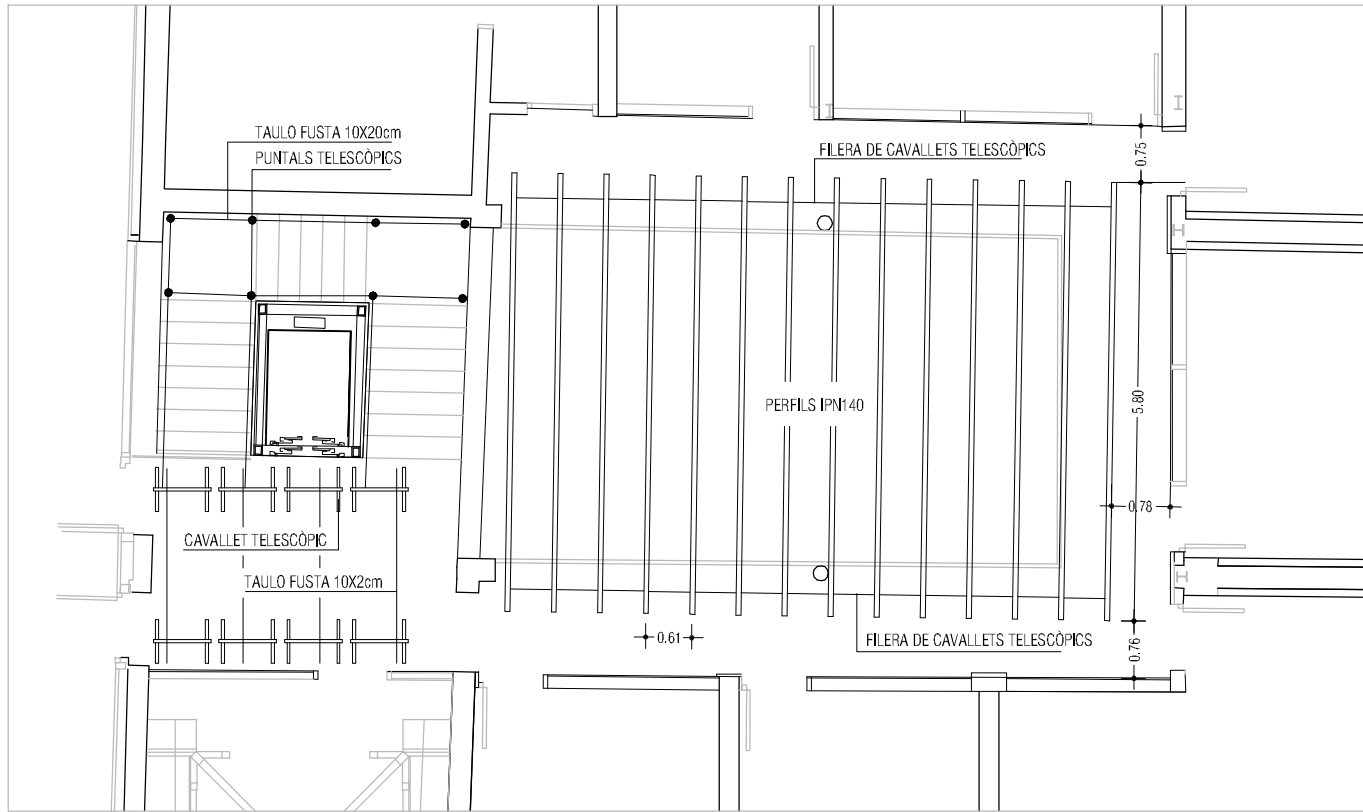 TAULO FUSTA 10X20cm
PUNTALS TELESCÒPICS
FILERA DE CAVALLETS TELESCÒPICS
0.75
PERFILS IPN140
5.80
0.78
CAVALLET TELESCÒPIC
TAULO FUSTA 10X2cm
0.61
FILERA DE CAVALLETS TELESCÒPICS
0.76